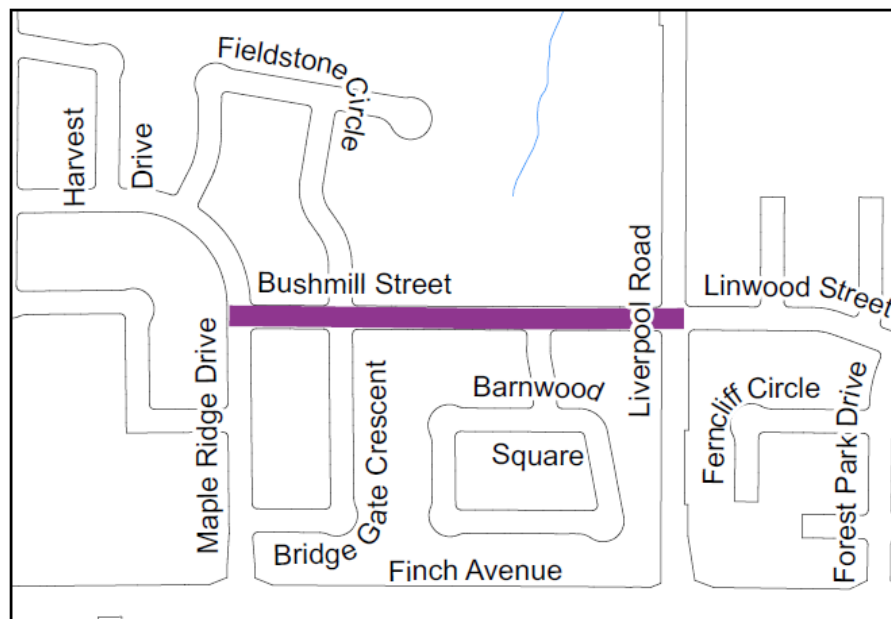 Fieldstone
Circle
Harvest
Drive
Bushmill Street
Liverpool Road
Linwood Street
Maple Ridge Drive
Bridge Gate Crescent
Barnwood
Square
Ferncliff Circle
Forest Park Drive
Finch Avenue